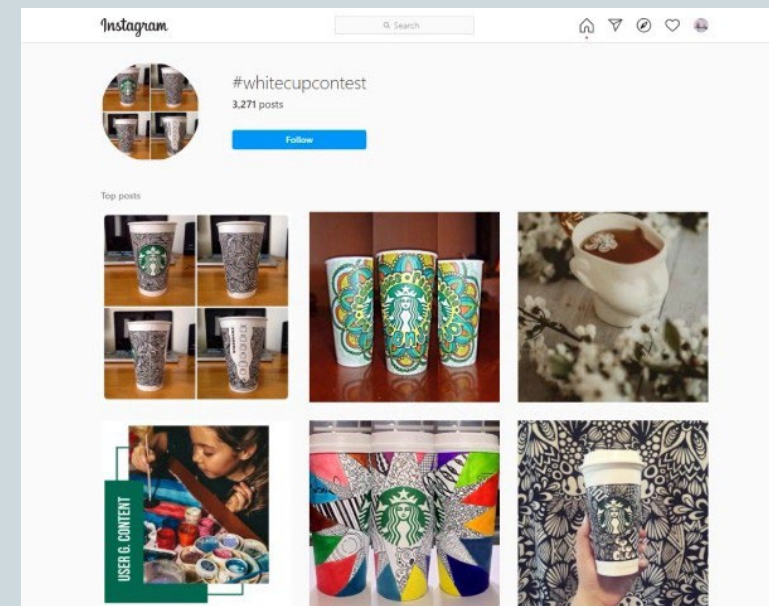 Instagram
Search
#whitecupcontest
3,271 posts
Follow
Top posts
USER G. CONTENT